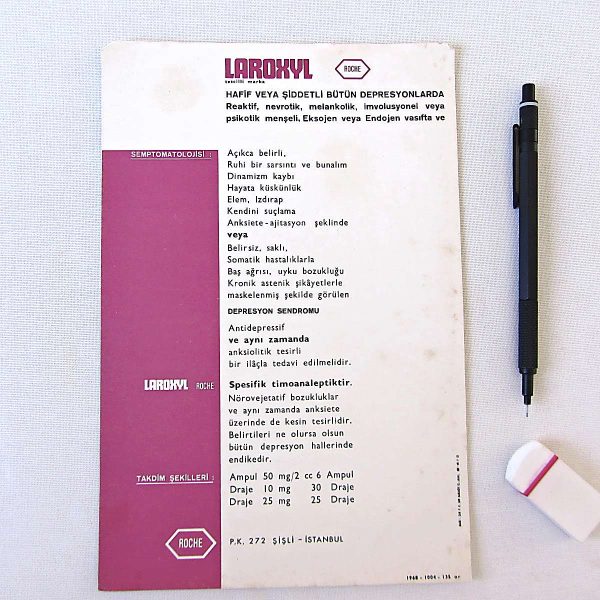 LAROXYL ROCHE
tescilli marka
HAFİF VEYA ŞİDDETLİ BÜTÜN DEPRESYONLARDA
Reaktif, nevrotik, melankolik, imvolusyonel veya
psikotik menşeli, Eksojen veya Endojen vasıfta ve
SEMPTOMATOLOJİSİ :
Açıkca belirli,
Ruhi bir sarsıntı ve bunalım
Dinamizm kaybı
Hayata küskünlük
Elem, Izdırap
Kendini suçlama
Anksiete-ajitasyon şeklinde
veya
Belirsiz, saklı,
Somatik hastalıklarla
Baş ağrısı, uyku bozukluğu
Kronik astenik şikâyetlerle
maskelenmiş şekilde görülen
DEPRESYON SENDROMU
Antidepressif
ve aynı zamanda
anksiolitik tesirli
bir ilâçla tedavi edilmelidir.
LAROXYL ROCHE
Spesifik timoanaleptiktir.
Nörovejetatif bozukluklar
ve aynı zamanda anksiete
üzerinde de kesin tesirlidir.
Belirtileri ne olursa olsun
bütün depresyon hallerinde
endikedir.
TAKDİM ŞEKİLLERİ :
Ampul 50 mg/2 cc 6 Ampul
Draje 10 mg 30 Draje
Draje 25 mg 25 Draje
ROCHE
P.K. 272 ŞİŞLİ - İSTANBUL
1968 - 1004 - 135 gr